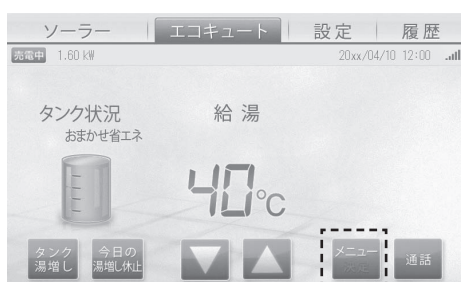 ソーラー エコキュート 設定 履歴
売電中 1.60 kW 20xx/04/10 12:00
タンク状況 給湯
おまかせ省エネ
40℃
タンク 今日の メニュー
湯増し 湯増し休止 通話